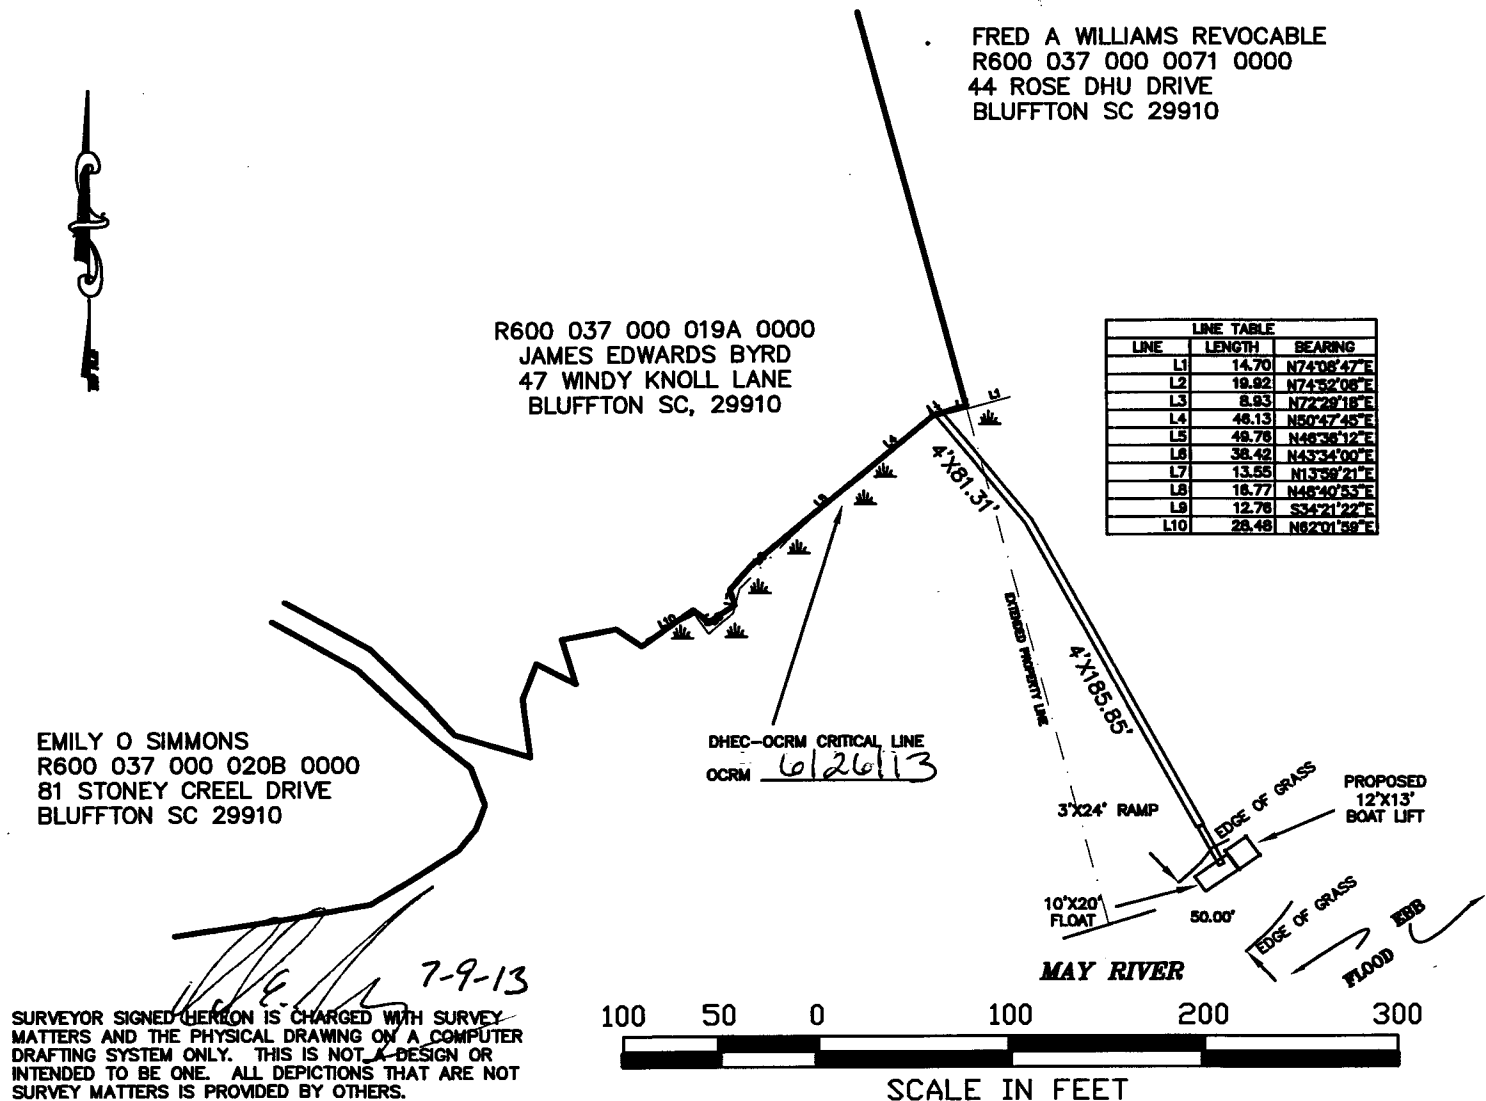 FRED A WILLIAMS REVOCABLE
R600 037 000 0071 0000
44 ROSE DHU DRIVE
BLUFFTON SC 29910
R600 037 000 019A 0000
JAMES EDWARDS BYRD
47 WINDY KNOLL LANE
BLUFFTON SC, 29910
LINE TABLE
LINE LENGTH BEARING
L1 14.70 N74°08'47"E
L2 19.92 N74°52'08"E
L3 8.93 N72°29'18"E
L4 46.13 N50°47'45"E
L5 49.76 N46°36'12"E
L6 38.42 N43°34'00"E
L7 13.55 N13°59'21"E
L8 16.77 N48°40'53"E
L9 12.76 S34°21'22"E
L10 28.48 N62°01'59"E
L1
L4
L10
4'X81.31'
EXTENDED PROPERTY LINE
4'X185.85'
EMILY O SIMMONS
R600 037 000 020B 0000
81 STONEY CREEL DRIVE
BLUFFTON SC 29910
DHEC-OCRM CRITICAL LINE
OCRM 6/26/13
3'X24' RAMP
EDGE OF GRASS
PROPOSED
12'X13'
BOAT LIFT
10'X20'
FLOAT
50.00'
EDGE OF GRASS
EBB
FLOOD
MAY RIVER
7-9-13
SURVEYOR SIGNED HEREON IS CHARGED WITH SURVEY
MATTERS AND THE PHYSICAL DRAWING ON A COMPUTER
DRAFTING SYSTEM ONLY. THIS IS NOT A DESIGN OR
INTENDED TO BE ONE. ALL DEPICTIONS THAT ARE NOT
SURVEY MATTERS IS PROVIDED BY OTHERS.
100 50 0 100 200 300
SCALE IN FEET